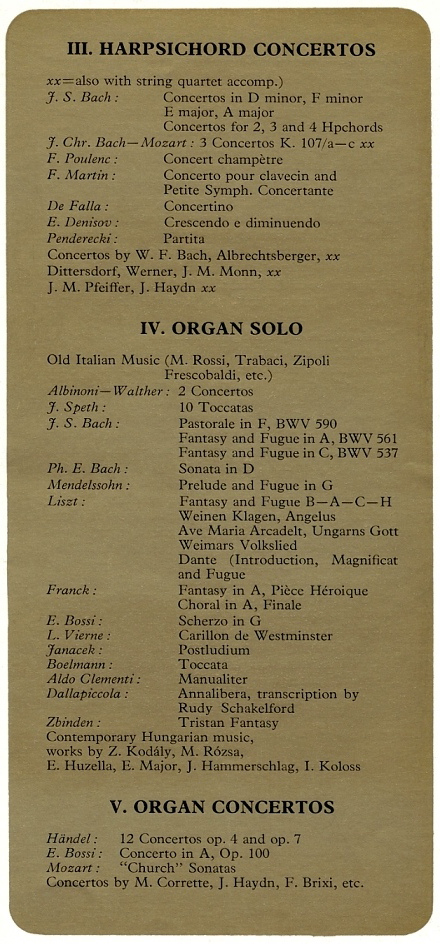 III. HARPSICHORD CONCERTOS
xx=also with string quartet accomp.)
J. S. Bach: Concertos in D minor, F minor
E major, A major
Concertos for 2, 3 and 4 Hpchords
J. Chr. Bach—Mozart: 3 Concertos K. 107/a—c xx
F. Poulenc: Concert champètre
F. Martin: Concerto pour clavecin and
Petite Symph. Concertante
De Falla: Concertino
E. Denisov: Crescendo e diminuendo
Penderecki: Partita
Concertos by W. F. Bach, Albrechtsberger, xx
Dittersdorf, Werner, J. M. Monn, xx
J. M. Pfeiffer, J. Haydn xx
IV. ORGAN SOLO
Old Italian Music (M. Rossi, Trabaci, Zipoli
Frescobaldi, etc.)
Albinoni—Walther: 2 Concertos
J. Speth: 10 Toccatas
J. S. Bach: Pastorale in F, BWV 590
Fantasy and Fugue in A, BWV 561
Fantasy and Fugue in C, BWV 537
Ph. E. Bach: Sonata in D
Mendelssohn: Prelude and Fugue in G
Liszt: Fantasy and Fugue B—A—C—H
Weinen Klagen, Angelus
Ave Maria Arcadelt, Ungarns Gott
Weimars Volkslied
Dante (Introduction, Magnificat
and Fugue
Franck: Fantasy in A, Pièce Héroique
Choral in A, Finale
E. Bossi: Scherzo in G
L. Vierne: Carillon de Westminster
Janacek: Postludium
Boelmann: Toccata
Aldo Clementi: Manualiter
Dallapiccola: Annalibera, transcription by
Rudy Schakelford
Zbinden: Tristan Fantasy
Contemporary Hungarian music,
works by Z. Kodály, M. Rózsa,
E. Huzella, E. Major, J. Hammerschlag, I. Koloss
V. ORGAN CONCERTOS
Händel: 12 Concertos op. 4 and op. 7
E. Bossi: Concerto in A, Op. 100
Mozart: "Church" Sonatas
Concertos by M. Corrette, J. Haydn, F. Brixi, etc.